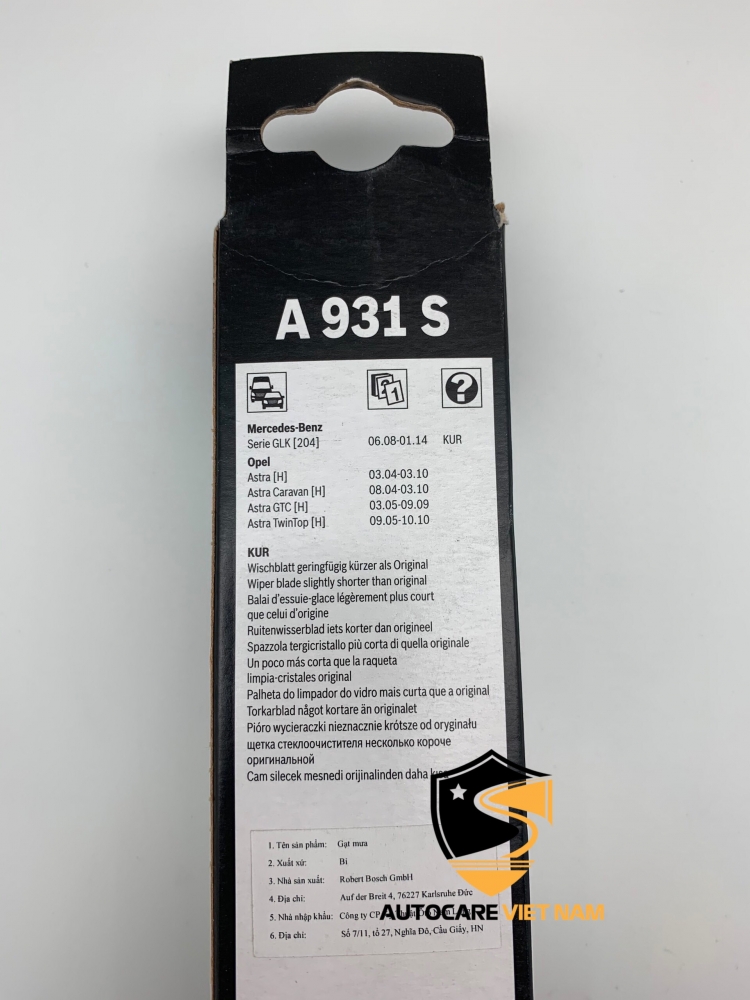 A 931 S
2 1 ?
Mercedes-Benz
Serie GLK [204] 06.08-01.14 KUR
Opel
Astra [H] 03.04-03.10
Astra Caravan [H] 08.04-03.10
Astra GTC [H] 03.05-09.09
Astra TwinTop [H] 09.05-10.10
KUR
Wischblatt geringfügig kürzer als Original
Wiper blade slightly shorter than original
Balai d'essuie-glace légèrement plus court
que celui d'origine
Ruitenwisserblad iets korter dan origineel
Spazzola tergicristallo più corta di quella originale
Un poco más corta que la raqueta
limpia-cristales original
Palheta do limpador do vidro mais curta que a original
Torkarblad något kortare än originalet
Pióro wycieraczki nieznacznie krótsze od oryginału
щетка стеклоочистителя несколько короче
оригинальной
Cam silecek mesnedi orijinalinden daha
1. Tên sản phẩm: Gạt mưa
2. Xuất xứ: Bỉ
3. Nhà sản xuất: Robert Bosch GmbH
4. Địa chỉ: Auf der Breit 4, 76227 Karlsruhe Đức
5. Nhà nhập khẩu: Công ty CP
6. Địa chỉ: Số 7/11, tổ 27, Nghĩa Đô, Cầu Giấy, HN
AUTOCARE VIET NAM